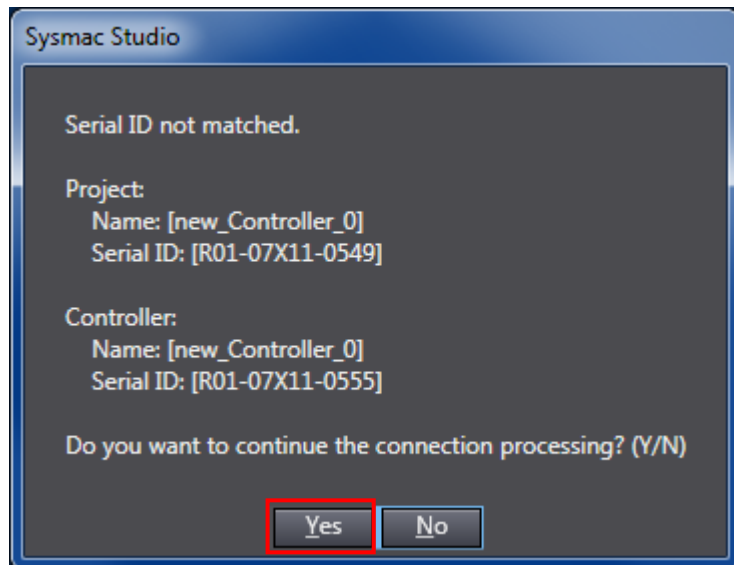 Sysmac Studio
Serial ID not matched.
Project:
Name: [new_Controller_0]
Serial ID: [R01-07X11-0549]
Controller:
Name: [new_Controller_0]
Serial ID: [R01-07X11-0555]
Do you want to continue the connection processing? (Y/N)
Yes No